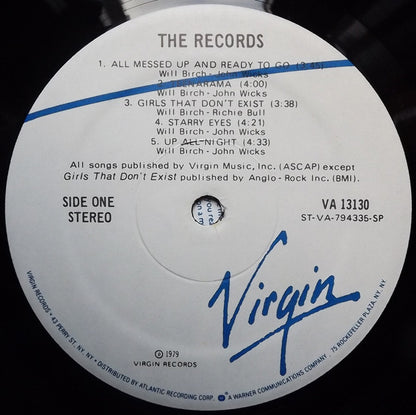 THE RECORDS
1. ALL MESSED UP AND READY TO GO (3:45)
Will Birch - John Wicks
2. TEENARAMA (4:00)
Will Birch - John Wicks
3. GIRLS THAT DON'T EXIST (3:38)
Will Birch - Richie Bull
4. STARRY EYES (4:21)
Will Birch - John Wicks
5. UP ALL NIGHT (4:33)
Will Birch - John Wicks
All songs published by Virgin Music, Inc. (ASCAP) except
Girls That Don't Exist published by Anglo - Rock Inc. (BMI).
SIDE ONE
STEREO
VA 13130
ST-VA-794335-SP
Virgin
℗ 1979
VIRGIN RECORDS
VIRGIN RECORDS - 43 PERRY ST. NY, NY - DISTRIBUTED BY ATLANTIC RECORDING CORP. A WARNER COMMUNICATIONS COMPANY - 75 ROCKEFELLER PLAZA, NY, NY